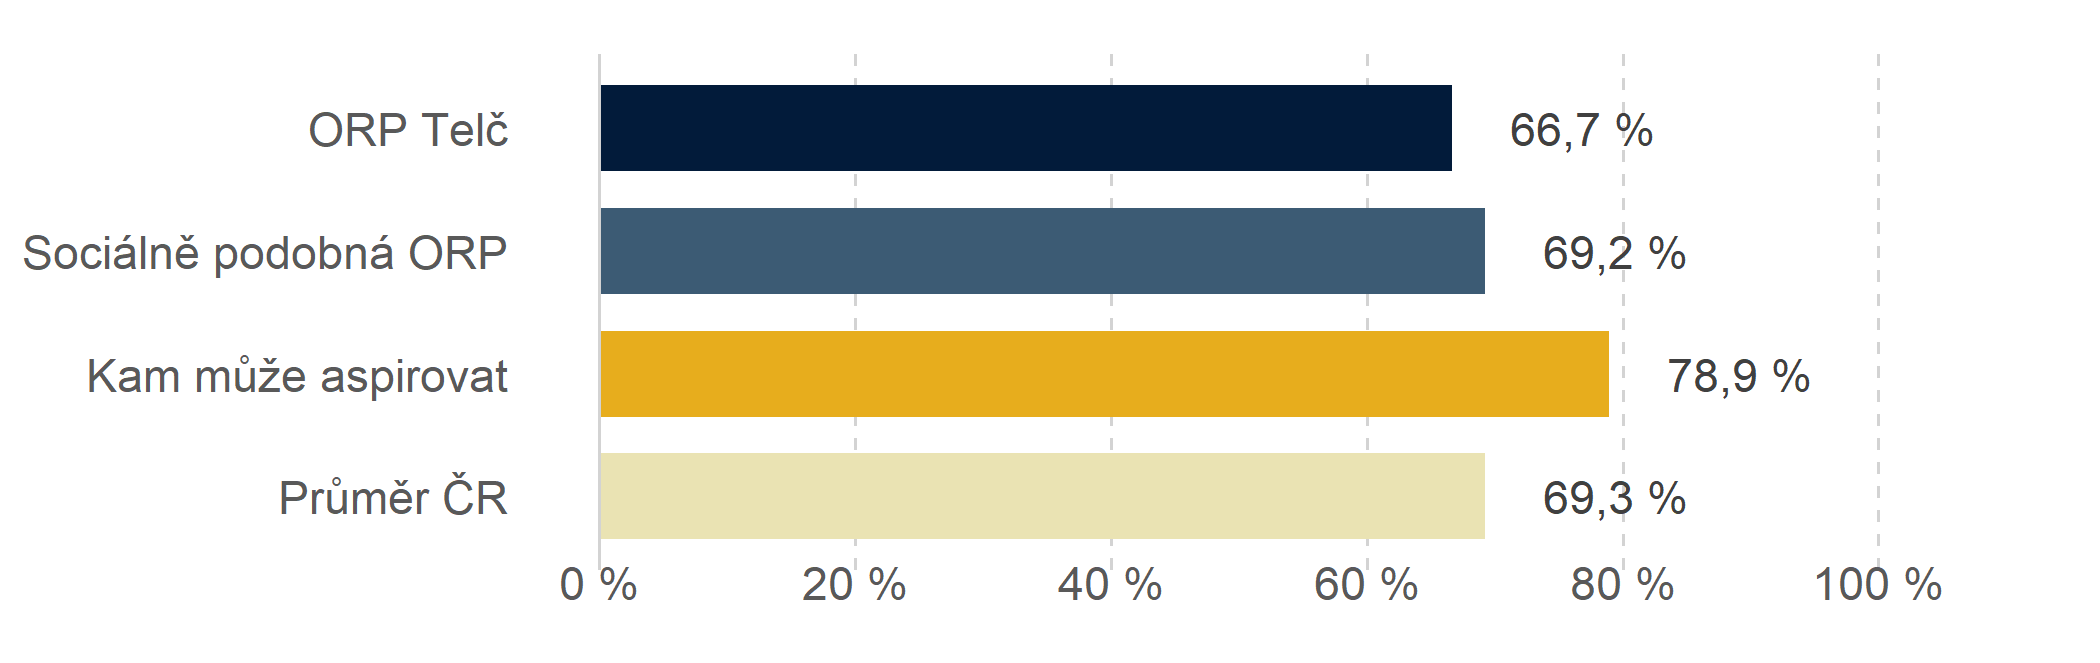 ORP Telč
66,7 %
Sociálně podobná ORP
69,2 %
Kam může aspirovat
78,9 %
Průměr ČR
69,3 %
0 %
20 %
40 %
60 %
80 %
100 %